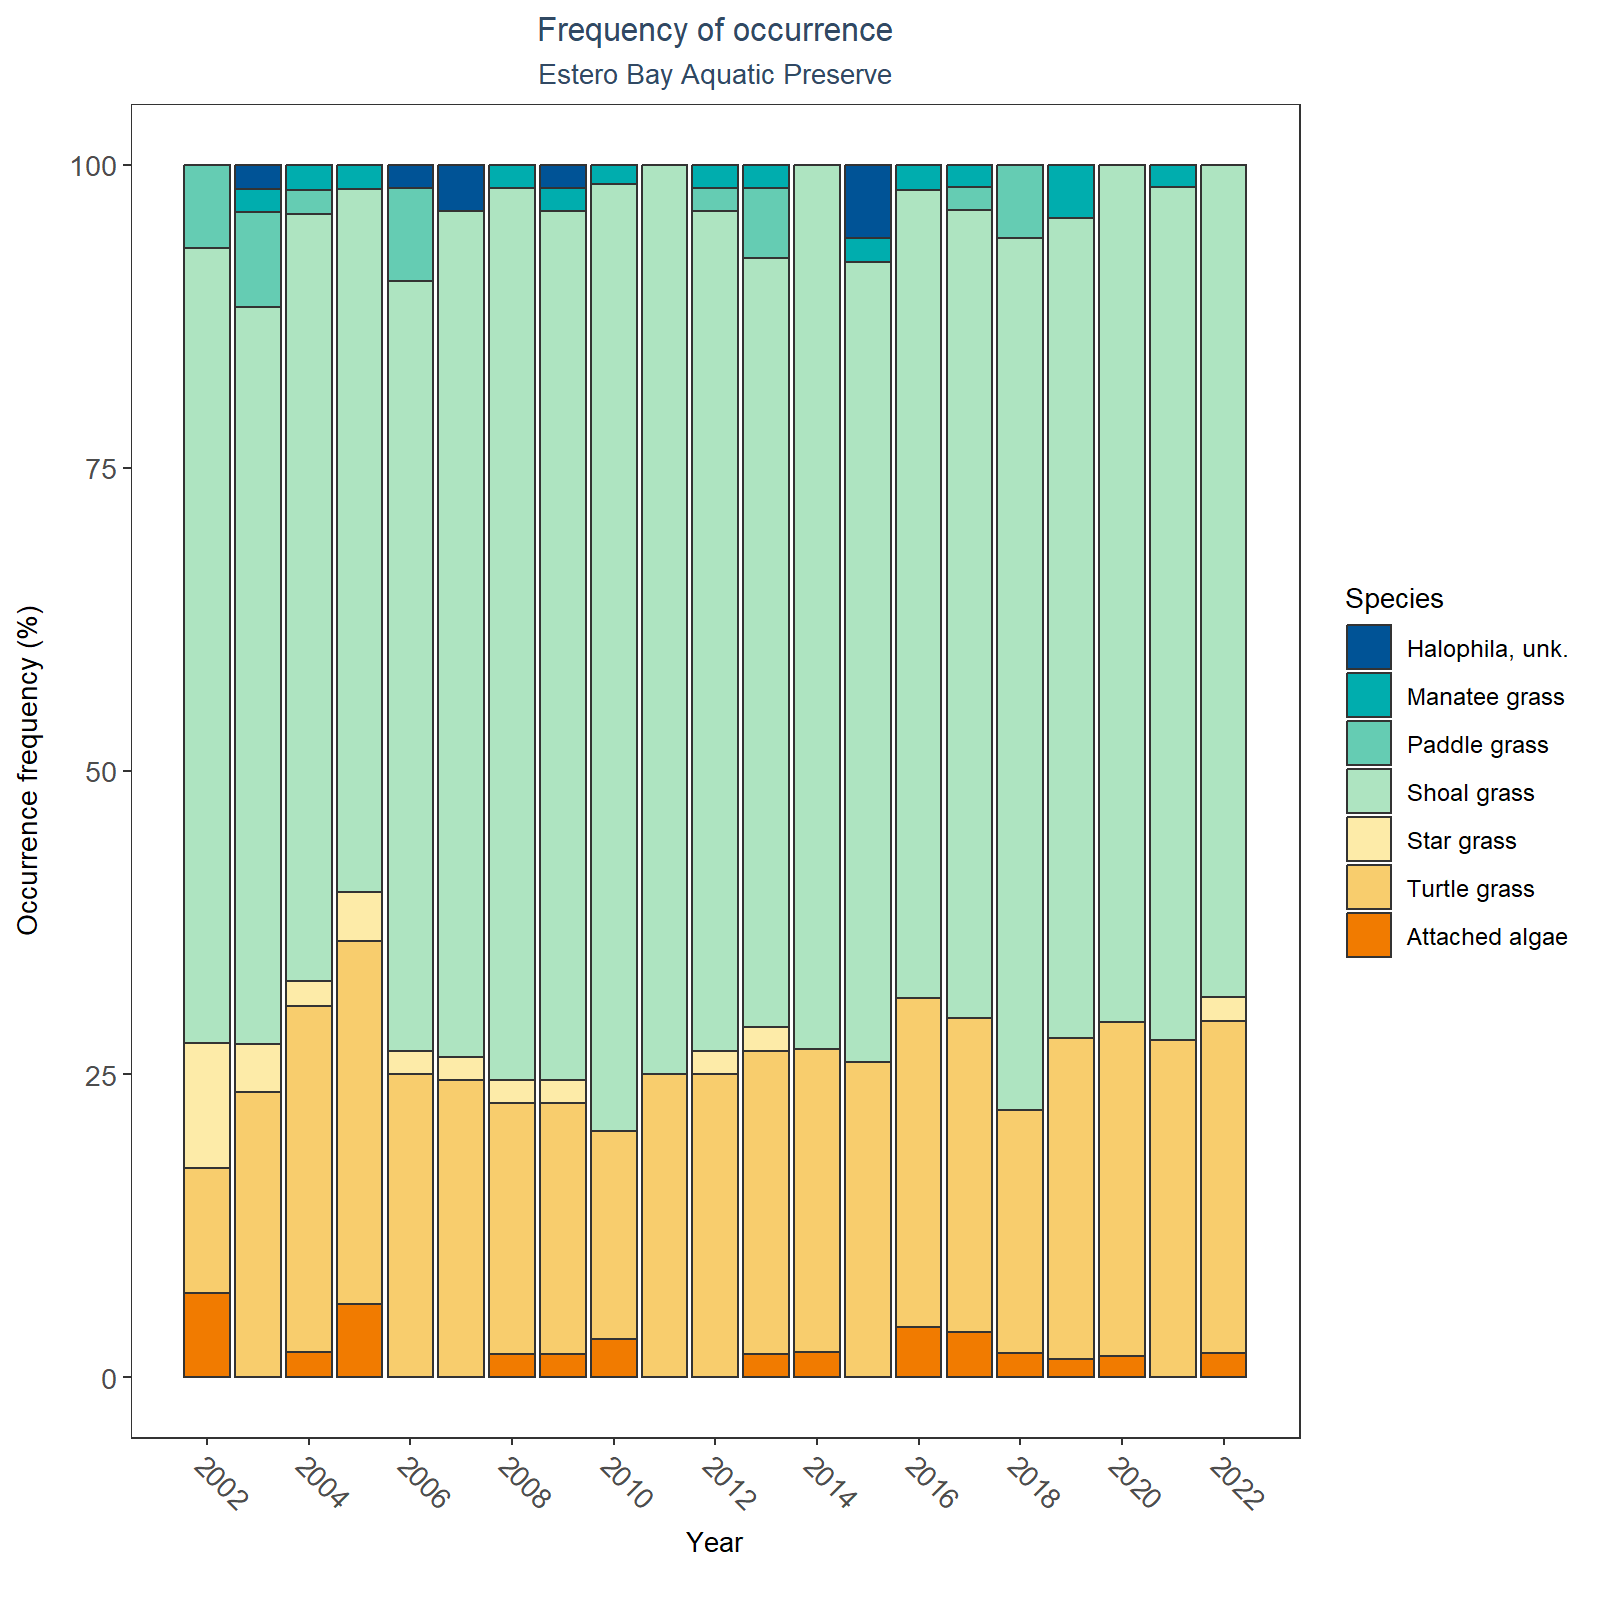 Frequency of occurrence
Estero Bay Aquatic Preserve
Occurrence frequency (%)
100
75
50
25
0
2002
2004
2006
2008
2010
2012
2014
2016
2018
2020
2022
Year
Species
Halophila, unk.
Manatee grass
Paddle grass
Shoal grass
Star grass
Turtle grass
Attached algae